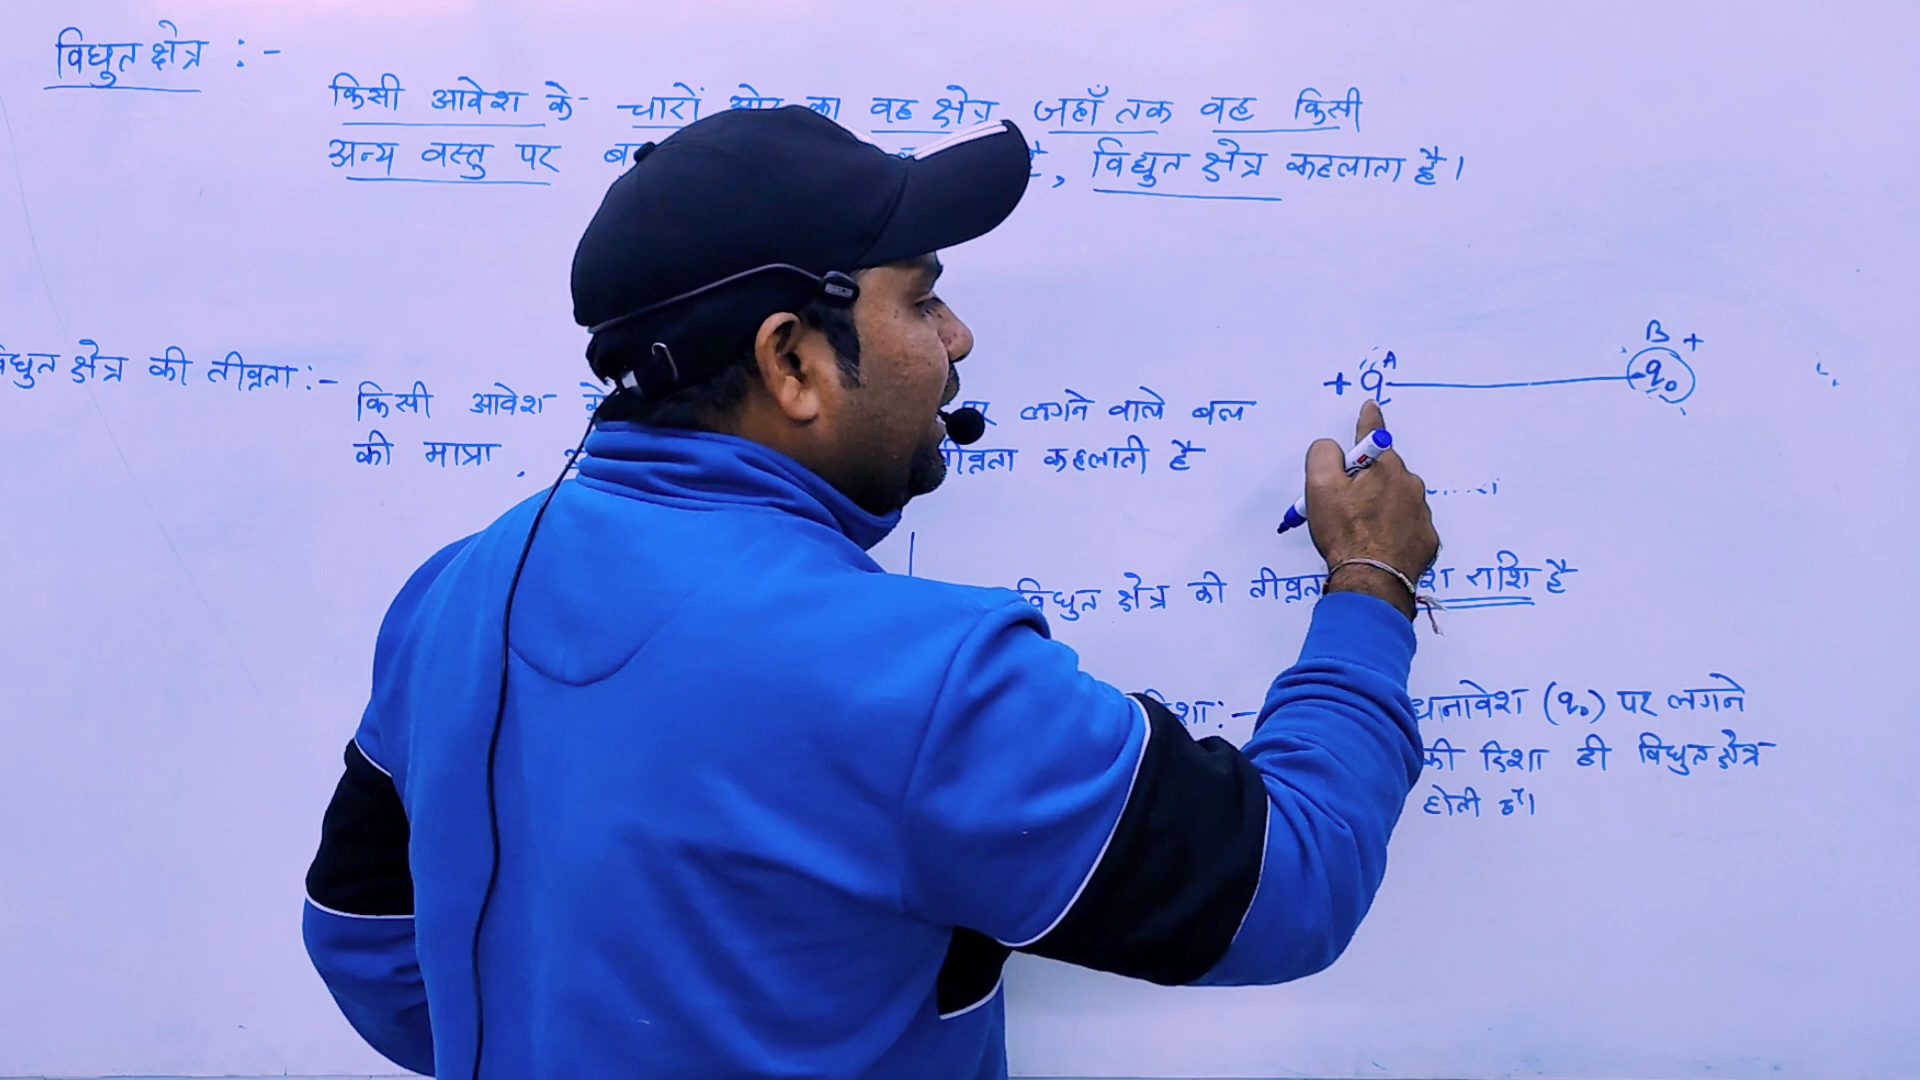 विधुत क्षेत्र :-
किसी आवेश के चारों ओर का वह क्षेत्र जहाँ तक वह किसी
अन्य वस्तु पर है, विद्युत क्षेत्र कहलाता है।
विधुत क्षेत्र की तीव्रता :-
किसी आवेश लगने वाले बल
की मात्रा, तीव्रता कहलाती है
A B +
+ q q₀
विधुत क्षेत्र की तीव्रता राशि है
दिशा:- धनावेश (q₀) पर लगने
की दिशा ही विधुत क्षेत्र
होती है।